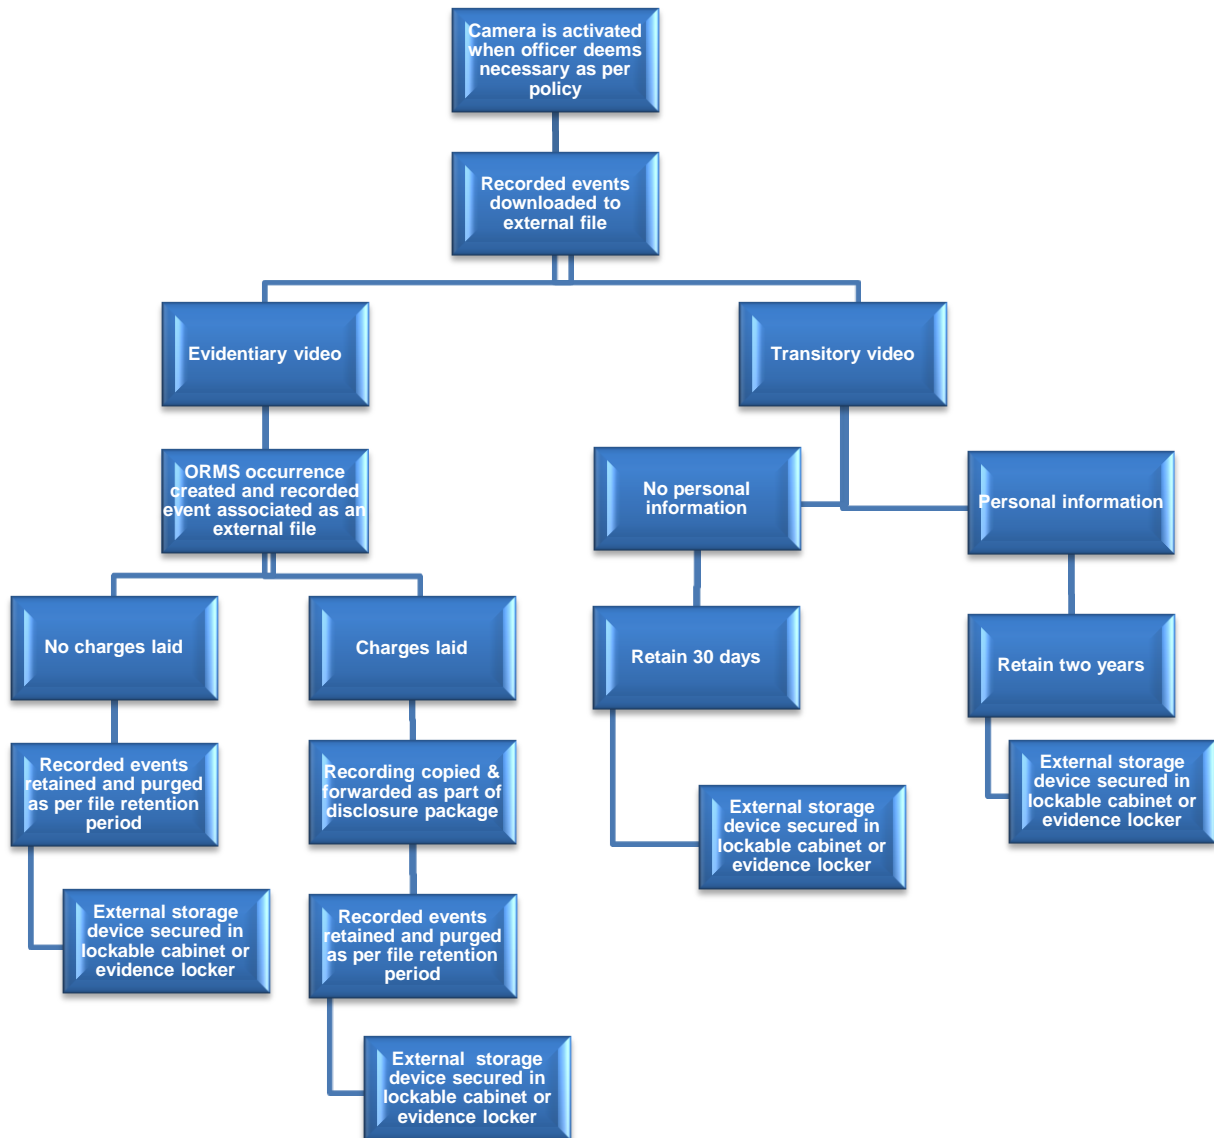 Camera is activated
when officer deems
necessary as per
policy
Recorded events
downloaded to
external file
Evidentiary video
Transitory video
ORMS occurrence
created and recorded
event associated as an
external file
No personal
information
Personal information
No charges laid
Charges laid
Retain 30 days
Retain two years
Recorded events
retained and purged
as per file retention
period
Recording copied &
forwarded as part of
disclosure package
External storage
device secured in
lockable cabinet or
evidence locker
External storage
device secured in
lockable cabinet or
evidence locker
External storage
device secured in
lockable cabinet or
evidence locker
Recorded events
retained and purged
as per file retention
period
External storage
device secured in
lockable cabinet or
evidence locker